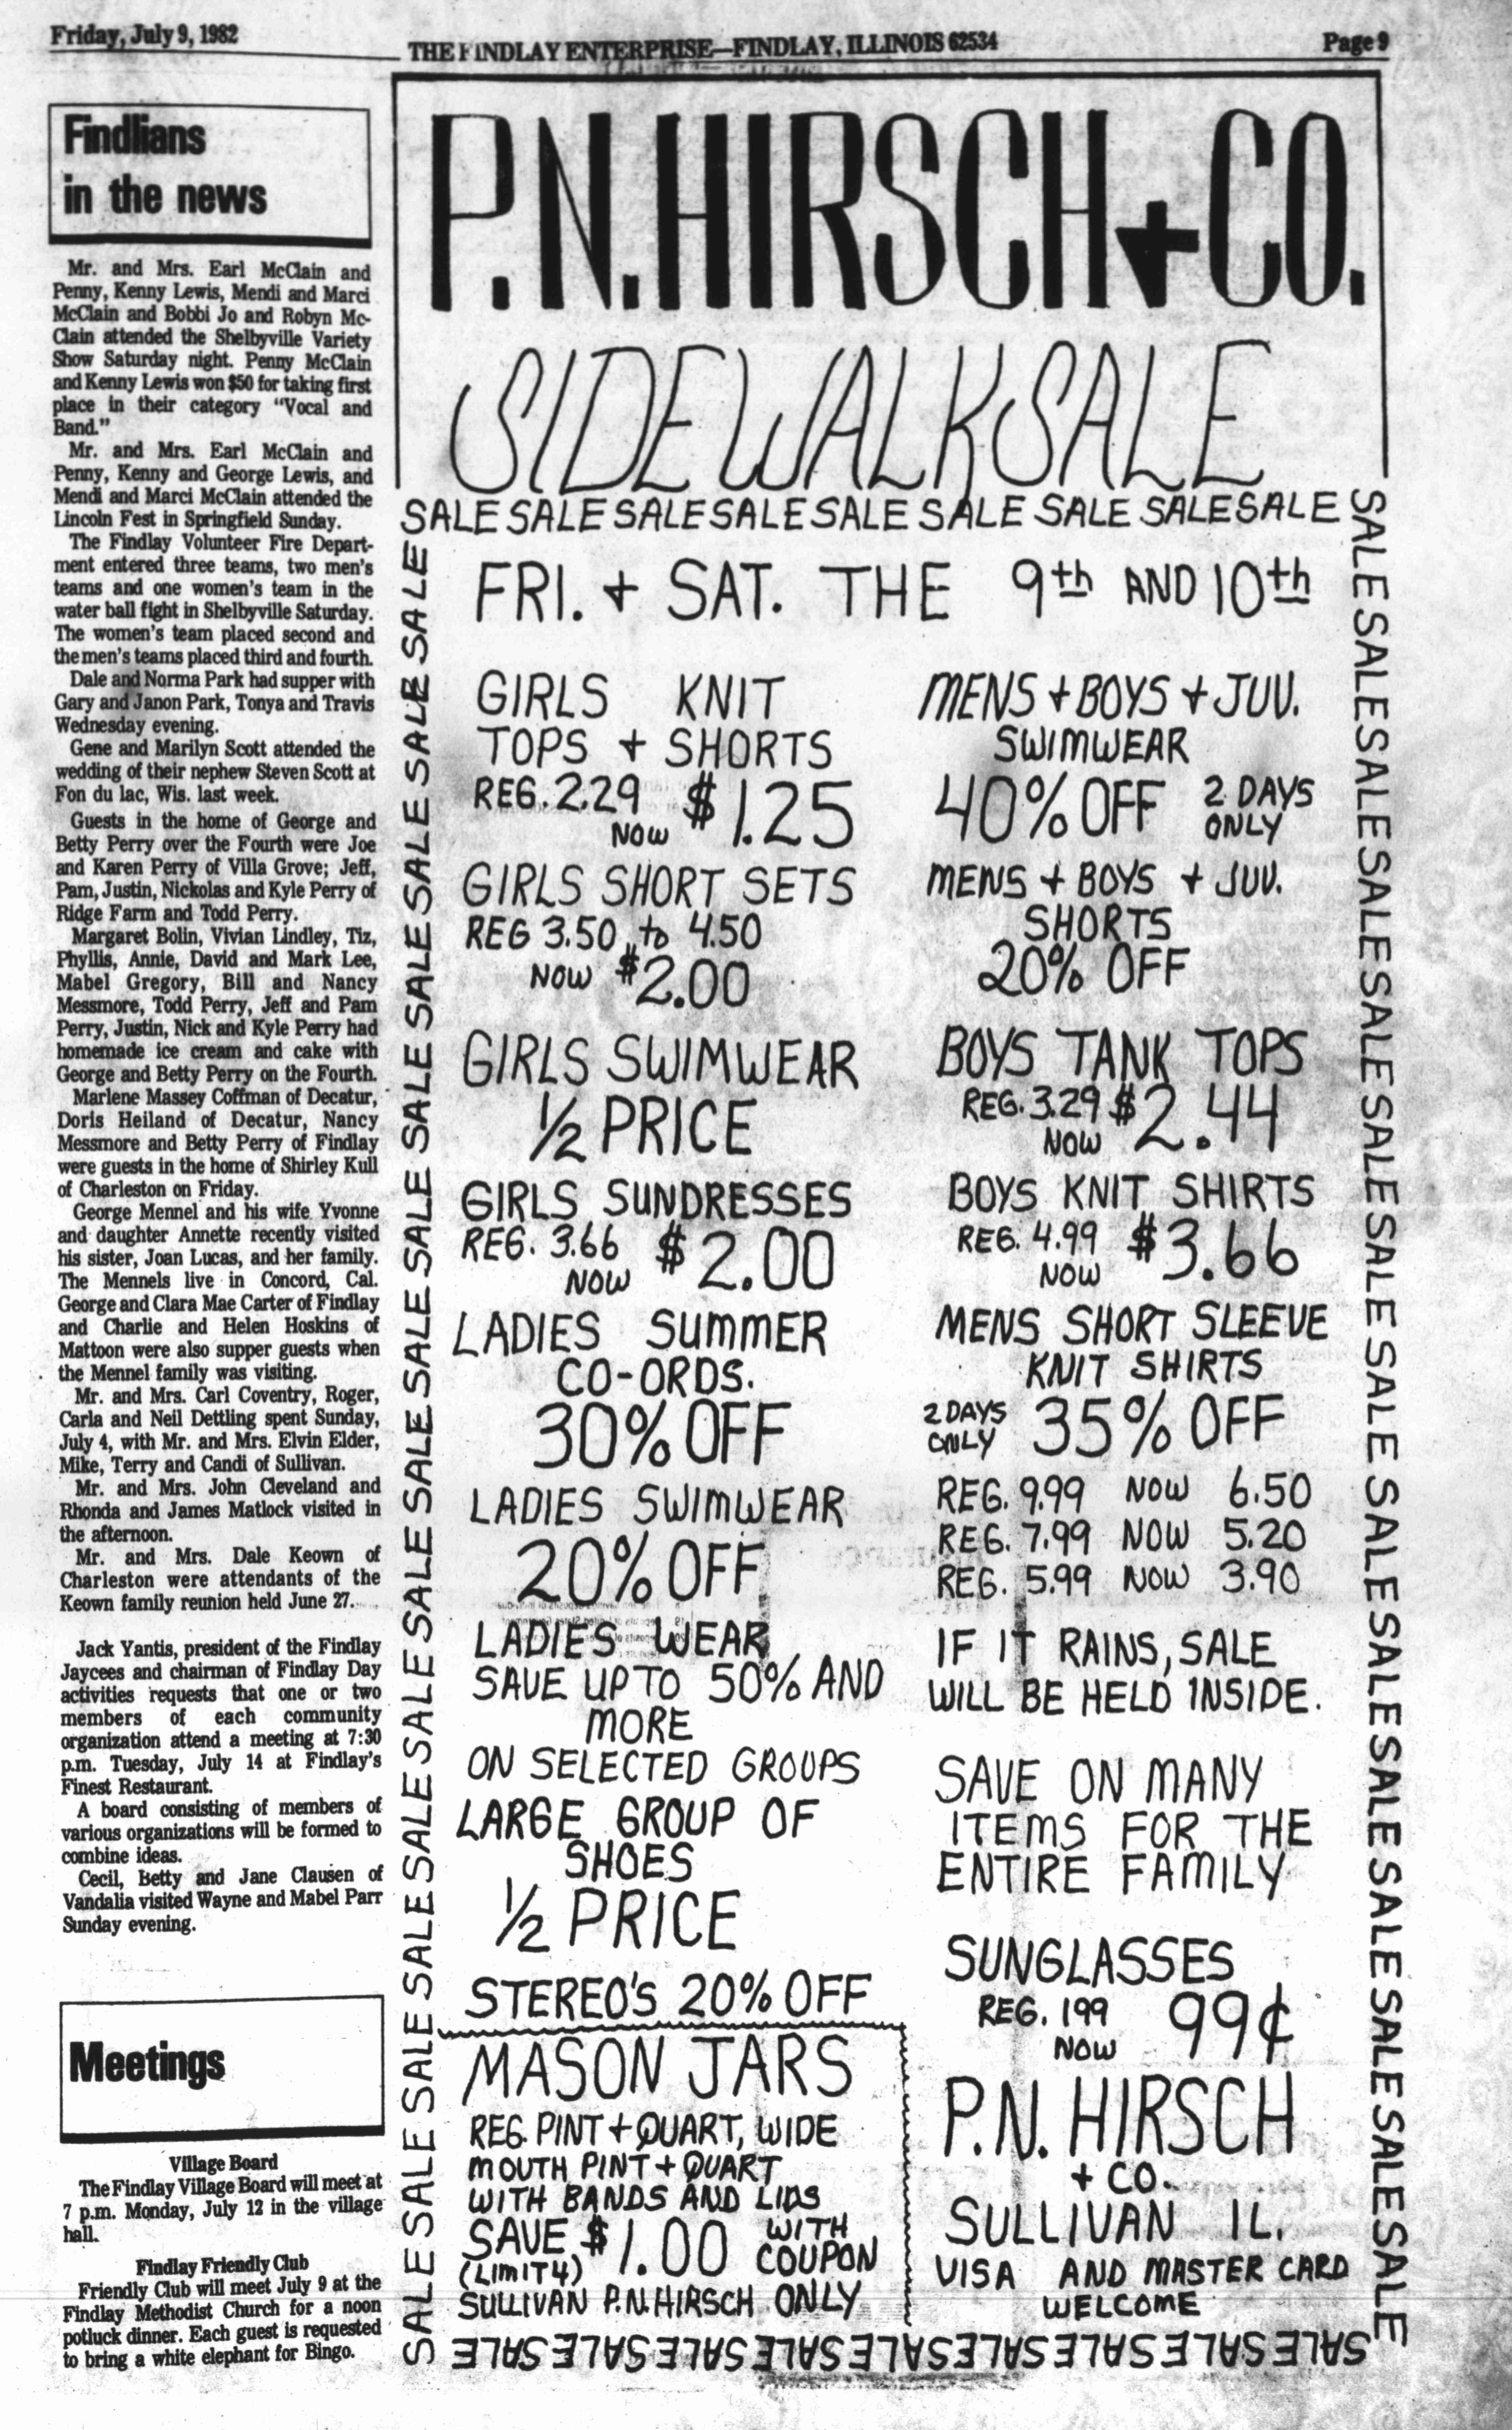 Friday, July 9, 1982
THE FINDLAY ENTERPRISE—FINDLAY, ILLINOIS 62534
Page 9
Findlians
in the news
Mr. and Mrs. Earl McClain and
Penny, Kenny Lewis, Mendi and Marci
McClain and Bobbi Jo and Robyn Mc-
Clain attended the Shelbyville Variety
Show Saturday night. Penny McClain
and Kenny Lewis won $50 for taking first
place in their category "Vocal and
Band."
Mr. and Mrs. Earl McClain and
Penny, Kenny and George Lewis, and
Mendi and Marci McClain attended the
Lincoln Fest in Springfield Sunday.
The Findlay Volunteer Fire Depart-
ment entered three teams, two men's
teams and one women's team in the
water ball fight in Shelbyville Saturday.
The women's team placed second and
the men's teams placed third and fourth.
Dale and Norma Park had supper with
Gary and Janon Park, Tonya and Travis
Wednesday evening.
Gene and Marilyn Scott attended the
wedding of their nephew Steven Scott at
Fon du lac, Wis. last week.
Guests in the home of George and
Betty Perry over the Fourth were Joe
and Karen Perry of Villa Grove; Jeff,
Pam, Justin, Nickolas and Kyle Perry of
Ridge Farm and Todd Perry.
Margaret Bolin, Vivian Lindley, Tiz,
Phyllis, Annie, David and Mark Lee,
Mabel Gregory, Bill and Nancy
Messmore, Todd Perry, Jeff and Pam
Perry, Justin, Nick and Kyle Perry had
homemade ice cream and cake with
George and Betty Perry on the Fourth.
Marlene Massey Coffman of Decatur,
Doris Heiland of Decatur, Nancy
Messmore and Betty Perry of Findlay
were guests in the home of Shirley Kull
of Charleston on Friday.
George Mennel and his wife Yvonne
and daughter Annette recently visited
his sister, Joan Lucas, and her family.
The Mennels live in Concord, Cal.
George and Clara Mae Carter of Findlay
and Charlie and Helen Hoskins of
Mattoon were also supper guests when
the Mennel family was visiting.
Mr. and Mrs. Carl Coventry, Roger,
Carla and Neil Dettling spent Sunday,
July 4, with Mr. and Mrs. Elvin Elder,
Mike, Terry and Candi of Sullivan.
Mr. and Mrs. John Cleveland and
Rhonda and James Matlock visited in
the afternoon.
Mr. and Mrs. Dale Keown of
Charleston were attendants of the
Keown family reunion held June 27.
Jack Yantis, president of the Findlay
Jaycees and chairman of Findlay Day
activities requests that one or two
members of each community
organization attend a meeting at 7:30
p.m. Tuesday, July 14 at Findlay's
Finest Restaurant.
A board consisting of members of
various organizations will be formed to
combine ideas.
Cecil, Betty and Jane Clausen of
Vandalia visited Wayne and Mabel Parr
Sunday evening.
Meetings
Village Board
The Findlay Village Board will meet at
7 p.m. Monday, July 12 in the village
hall.
Findlay Friendly Club
Friendly Club will meet July 9 at the
Findlay Methodist Church for a noon
potluck dinner. Each guest is requested
to bring a white elephant for Bingo.
P.N.HIRSCH+CO.
SIDEWALK SALE
SALE SALE SALE SALE SALE SALE SALE SALE SALE
FRI. + SAT. THE 9th AND 10th
GIRLS KNIT
TOPS + SHORTS
REG. 2.29
NOW $1.25
GIRLS SHORT SETS
REG 3.50 to 4.50
NOW $2.00
GIRLS SWIMWEAR
1/2 PRICE
GIRLS SUNDRESSES
REG. 3.66
NOW $2.00
LADIES SUMMER
CO-ORDS.
30% OFF
LADIES SWIMWEAR
20% OFF
LADIES WEAR
SAVE UP TO 50% AND
MORE
ON SELECTED GROUPS
LARGE GROUP OF
SHOES
1/2 PRICE
STEREO'S 20% OFF
MASON JARS
REG. PINT + QUART, WIDE
MOUTH PINT + QUART
WITH BANDS AND LIDS
SAVE $1.00 WITH
(LIMIT 4) COUPON
SULLIVAN P.N.HIRSCH ONLY
MENS + BOYS + JUV.
SWIMWEAR
40% OFF 2 DAYS
ONLY
MENS + BOYS + JUV.
SHORTS
20% OFF
BOYS TANK TOPS
REG. 3.29
NOW $2.44
BOYS KNIT SHIRTS
REG. 4.99
NOW $3.66
MENS SHORT SLEEVE
KNIT SHIRTS
2 DAYS
ONLY 35% OFF
REG. 9.99 NOW 6.50
REG. 7.99 NOW 5.20
REG. 5.99 NOW 3.90
IF IT RAINS, SALE
WILL BE HELD INSIDE.
SAVE ON MANY
ITEMS FOR THE
ENTIRE FAMILY
SUNGLASSES
REG. 199
NOW 99¢
P.N. HIRSCH
+ CO.
SULLIVAN IL.
VISA AND MASTER CARD
WELCOME
SALE SALE SALE SALE SALE SALE SALE SALE SALE SALE SALE SALE SALE SALE SALE
SALE SALE SALE SALE SALE SALE SALE SALE SALE SALE SALE SALE SALE SALE SALE SALE
SALE SALE SALE SALE SALE SALE SALE SALE SALE